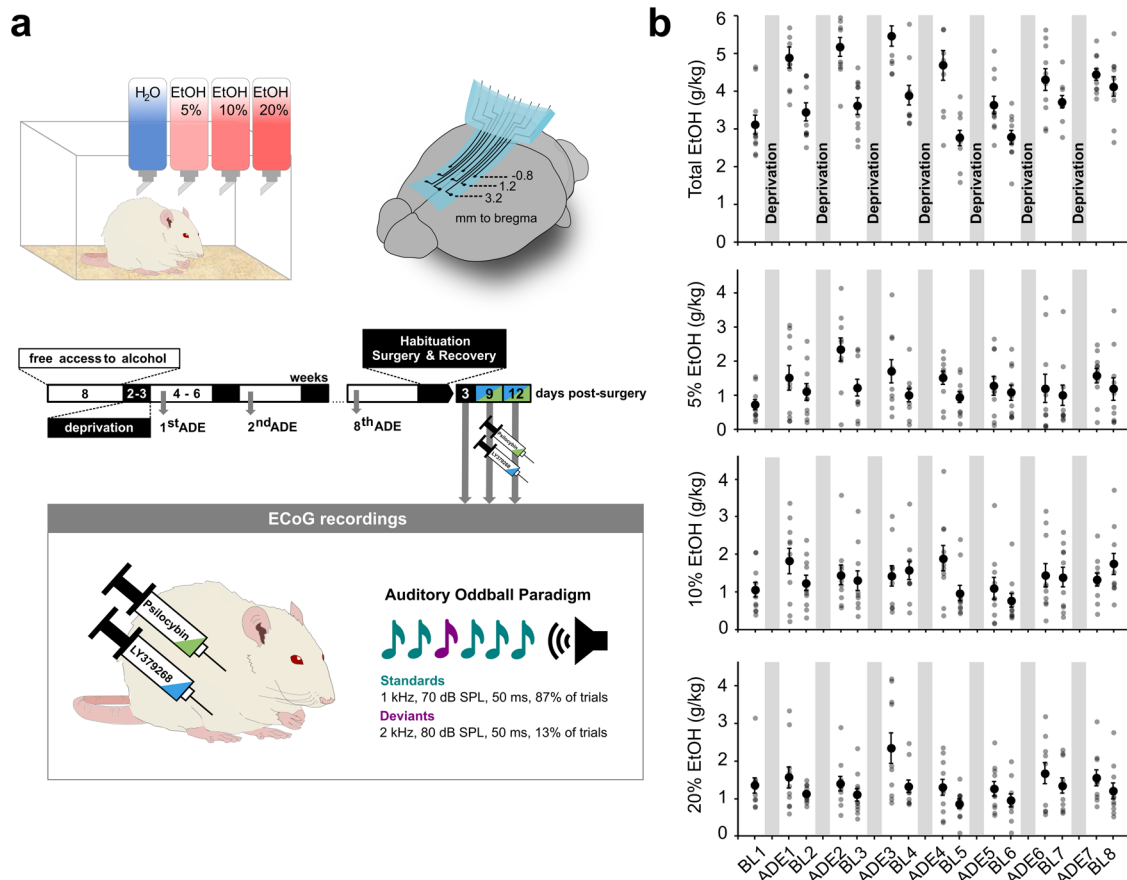 a
H₂O
EtOH
5%
EtOH
10%
EtOH
20%
-0.8
1.2
3.2
mm to bregma
free access to alcohol
Habituation
Surgery & Recovery
weeks
8
2-3
4 - 6
3
9
12
days post-surgery
deprivation
1ˢᵗADE
2ⁿᵈADE
8ᵗʰADE
Psilocybin
LY379268
ECoG recordings
Psilocybin
LY379268
Auditory Oddball Paradigm
Standards
1 kHz, 70 dB SPL, 50 ms, 87% of trials
Deviants
2 kHz, 80 dB SPL, 50 ms, 13% of trials
b
Total EtOH (g/kg)
6
5
4
3
2
1
0
Deprivation
Deprivation
Deprivation
Deprivation
Deprivation
Deprivation
Deprivation
5% EtOH (g/kg)
4
3
2
1
0
10% EtOH (g/kg)
4
3
2
1
0
20% EtOH (g/kg)
4
3
2
1
0
BL1
ADE1
BL2
ADE2
BL3
ADE3
BL4
ADE4
BL5
ADE5
BL6
ADE6
BL7
ADE7
BL8